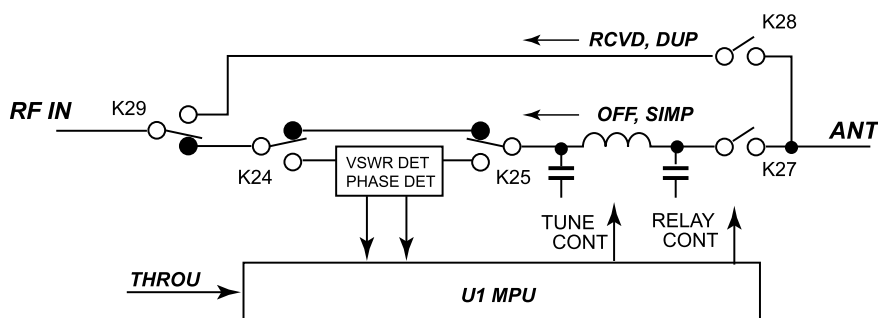 K28
RCVD, DUP
K29
RF IN
OFF, SIMP
ANT
K24
VSWR DET
PHASE DET
K25
K27
TUNE
CONT
RELAY
CONT
THROU
U1 MPU